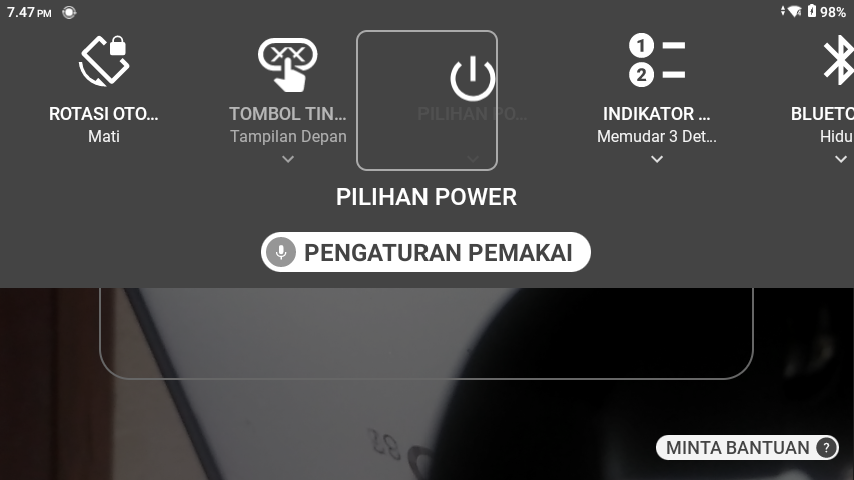 7.47 PM 98%
ROTASI OTO... TOMBOL TIN... PILIHAN PO... INDIKATOR ... BLUETO
Mati Tampilan Depan Memudar 3 Det... Hidu
PILIHAN POWER
PENGATURAN PEMAKAI
MINTA BANTUAN ?